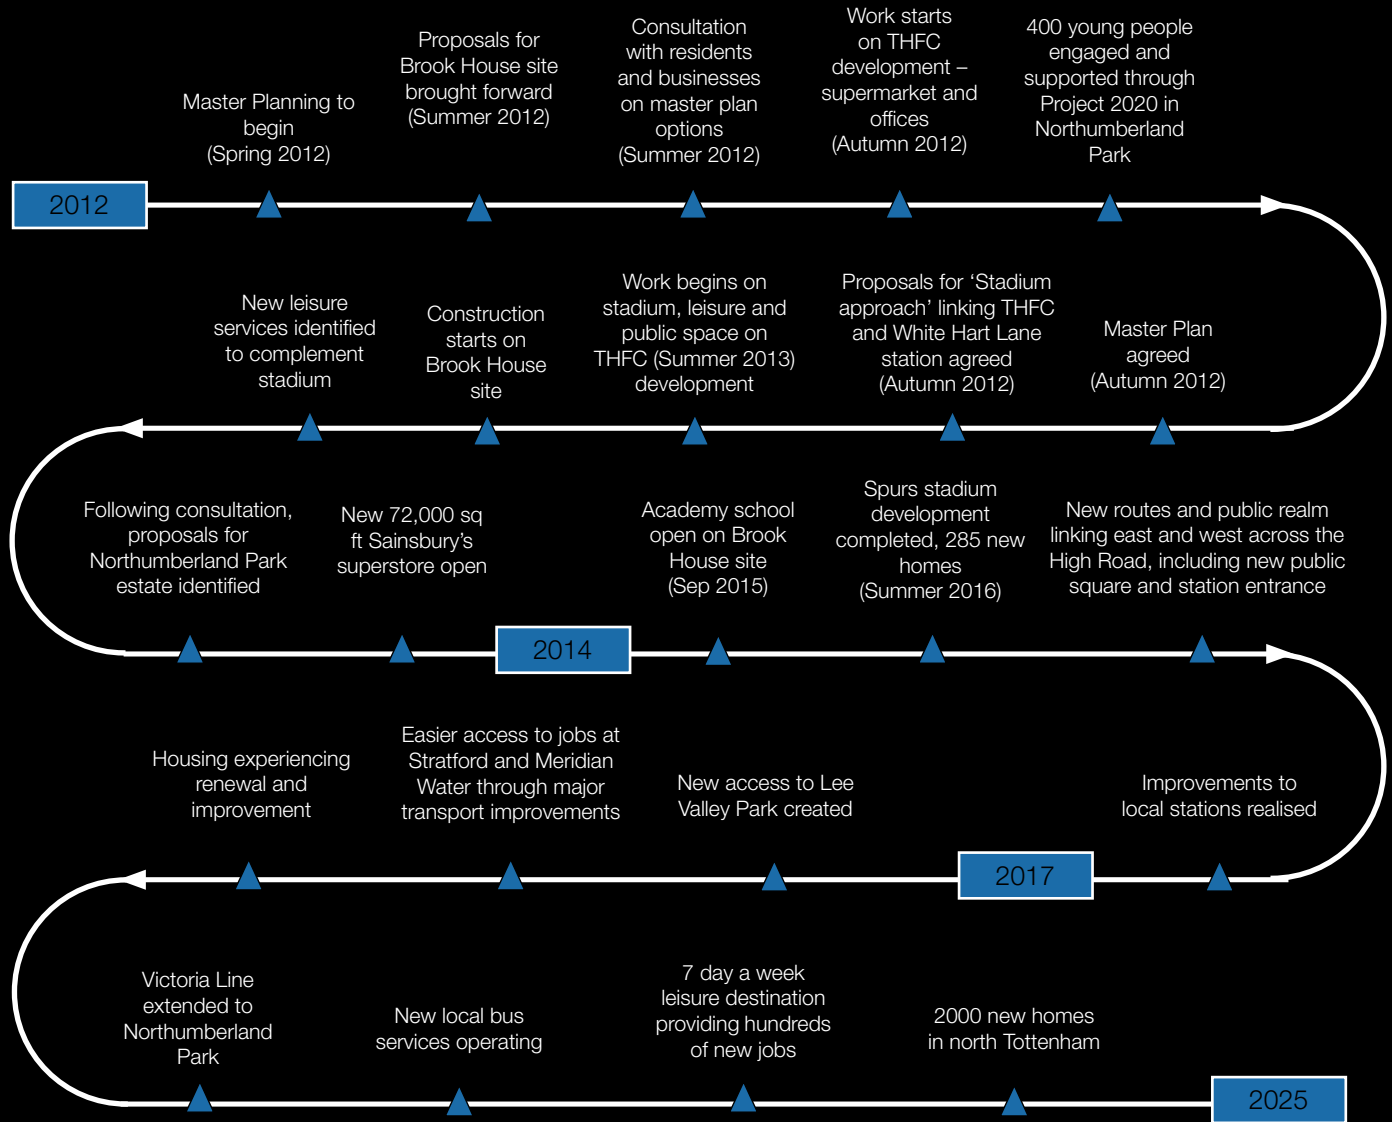 Master Planning to
begin
(Spring 2012)
Proposals for
Brook House site
brought forward
(Summer 2012)
Consultation
with residents
and businesses
on master plan
options
(Summer 2012)
Work starts
on THFC
development –
supermarket and
offices
(Autumn 2012)
400 young people
engaged and
supported through
Project 2020 in
Northumberland
Park
2012
New leisure
services identified
to complement
stadium
Construction
starts on
Brook House
site
Work begins on
stadium, leisure and
public space on
THFC (Summer 2013)
development
Proposals for ‘Stadium
approach’ linking THFC
and White Hart Lane
station agreed
(Autumn 2012)
Master Plan
agreed
(Autumn 2012)
Following consultation,
proposals for
Northumberland Park
estate identified
New 72,000 sq
ft Sainsbury’s
superstore open
2014
Academy school
open on Brook
House site
(Sep 2015)
Spurs stadium
development
completed, 285 new
homes
(Summer 2016)
New routes and public realm
linking east and west across the
High Road, including new public
square and station entrance
Housing experiencing
renewal and
improvement
Easier access to jobs at
Stratford and Meridian
Water through major
transport improvements
New access to Lee
Valley Park created
2017
Improvements to
local stations realised
Victoria Line
extended to
Northumberland
Park
New local bus
services operating
7 day a week
leisure destination
providing hundreds
of new jobs
2000 new homes
in north Tottenham
2025